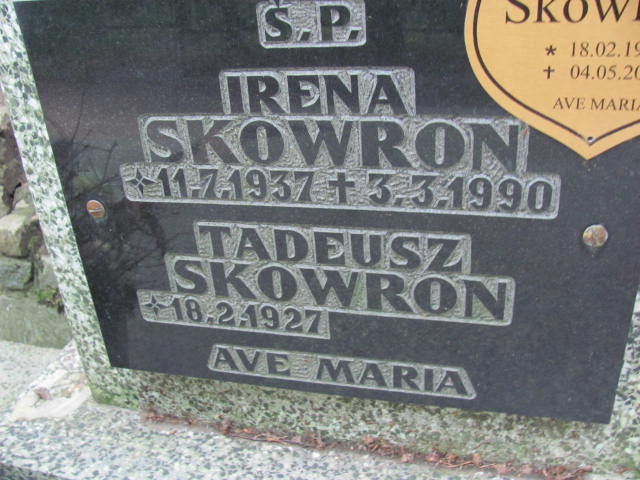 Ś.P.
IRENA
SKOWRON
✧11.7.1937 ✝ 3.3.1990
TADEUSZ
SKOWRON
✧18.2.1927
AVE MARIA
* 18.02.19
✝ 04.05.20
AVE MARIA